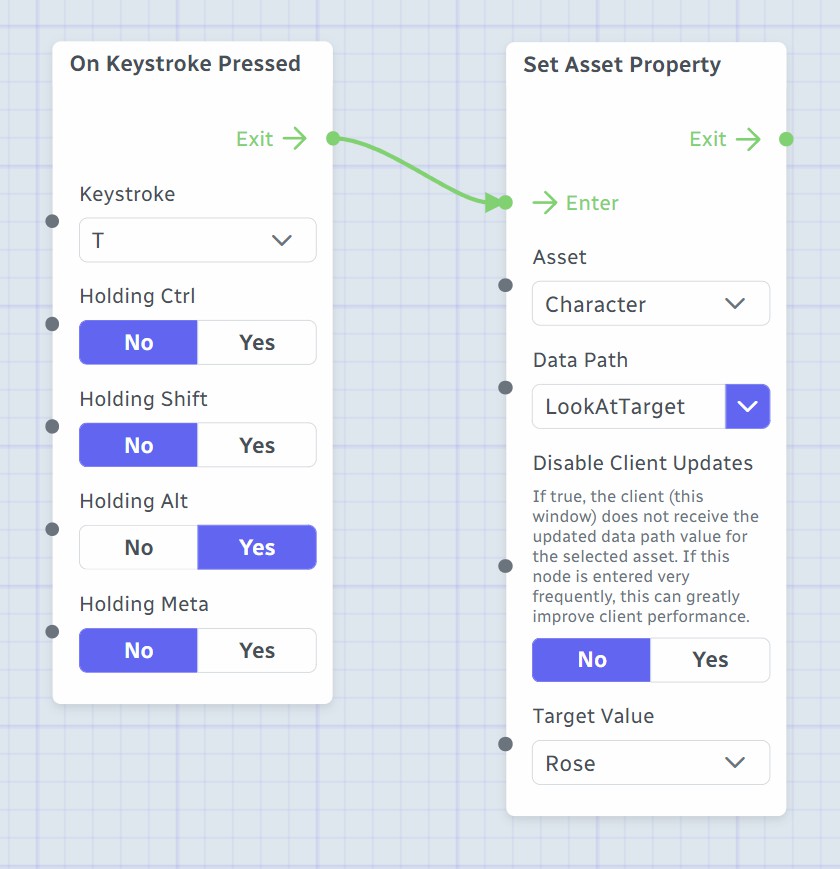 On Keystroke Pressed
Exit
Keystroke
T
Holding Ctrl
No Yes
Holding Shift
No Yes
Holding Alt
No Yes
Holding Meta
No Yes
Set Asset Property
Exit
Enter
Asset
Character
Data Path
LookAtTarget
Disable Client Updates
If true, the client (this
window) does not receive the
updated data path value for
the selected asset. If this
node is entered very
frequently, this can greatly
improve client performance.
No Yes
Target Value
Rose